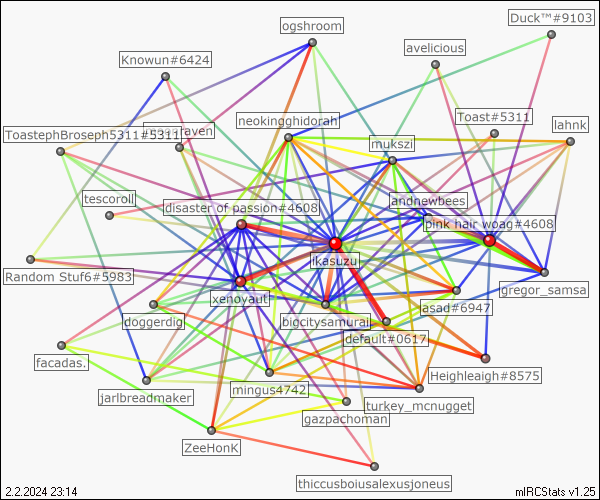 ogshroom
Duck™#9103
avelicious
Knowun#6424
Toast#5311
neokingghidorah
lahnk
ToastephBroseph5311#5311
raven
mukszi
tescoroll
andnewbees
disaster of passion#4608
pink hair woag#4608
ikasuzu
Random Stuf6#5983
gregor_samsa
xenoyaut
asad#6947
doggerdig
bigcitysamurai
default#0617
facadas.
Heighleaigh#8575
mingus4742
jarlbreadmaker
turkey_mcnugget
gazpachoman
ZeeHonK
thiccusboiusalexusjoneus
2.2.2024 23:14
mIRCStats v1.25